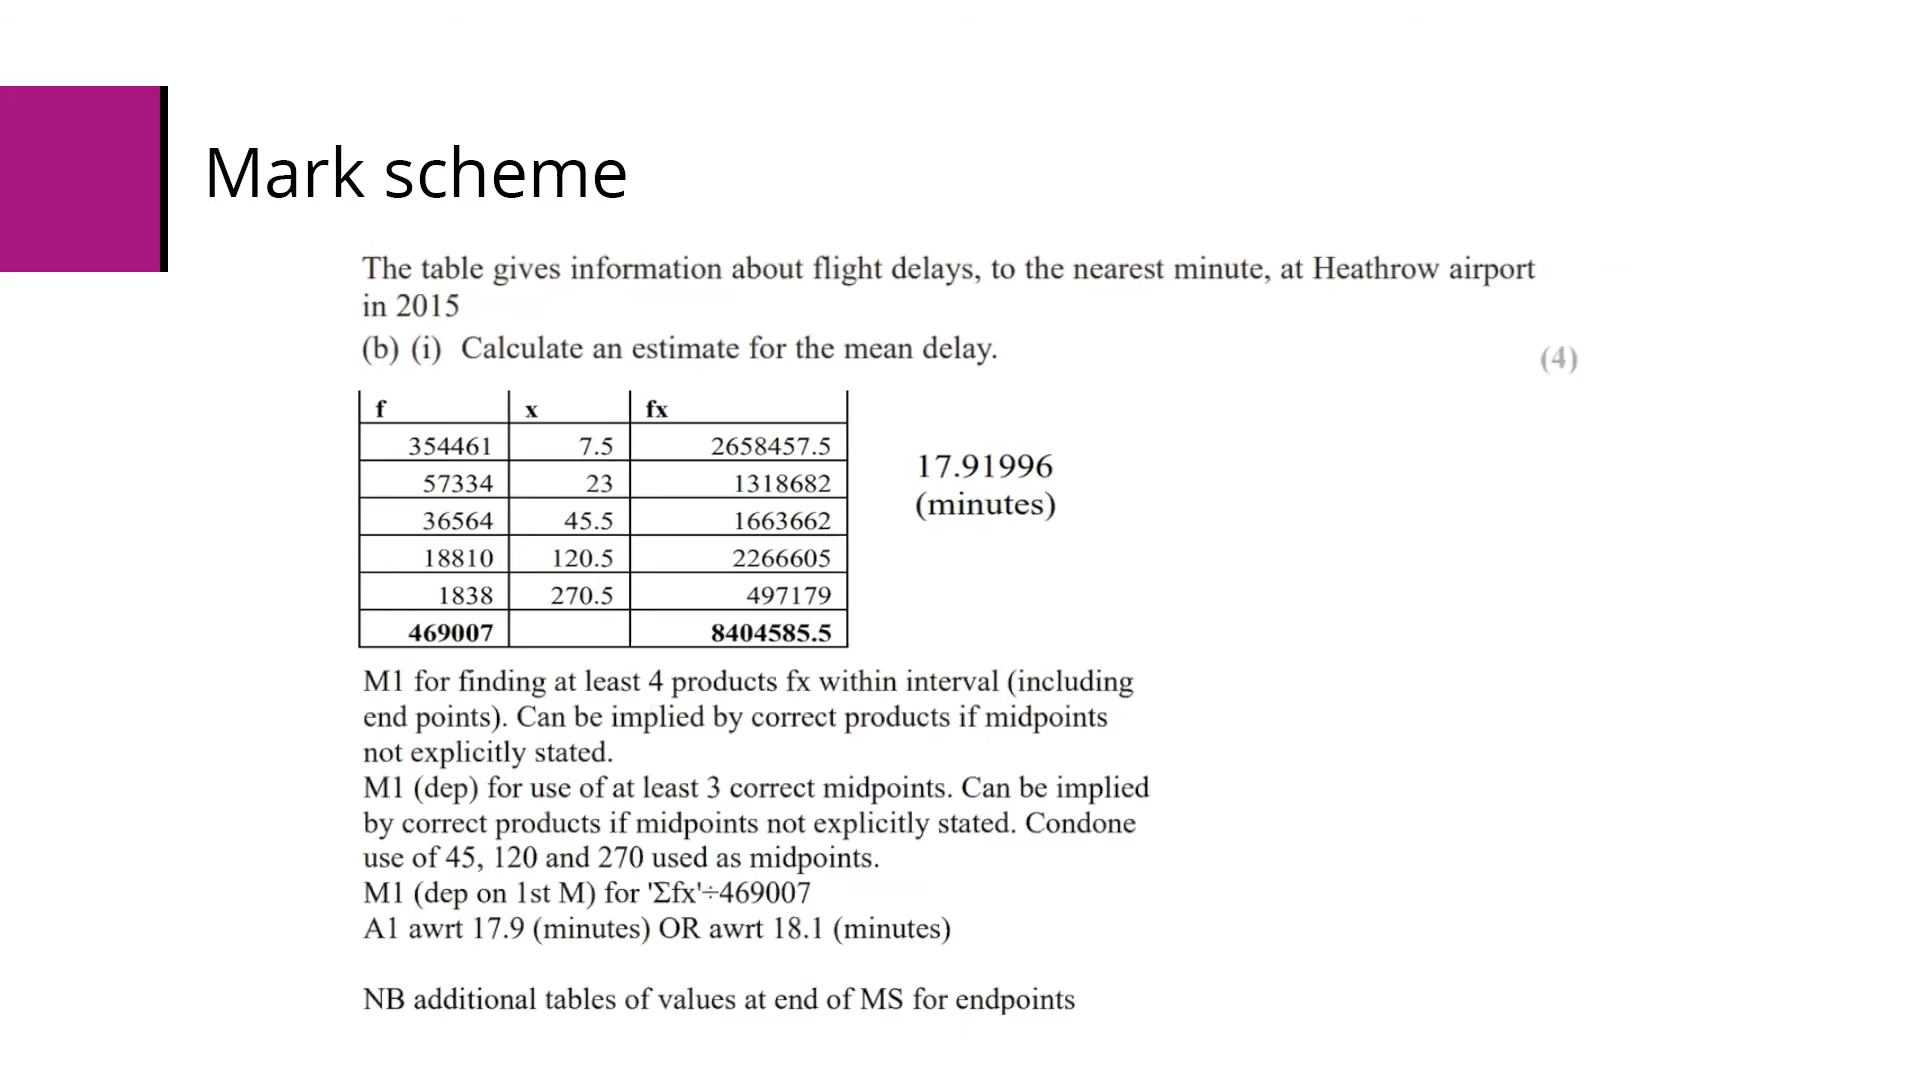 Mark scheme
The table gives information about flight delays, to the nearest minute, at Heathrow airport
in 2015
(b) (i) Calculate an estimate for the mean delay.
(4)
f x fx
354461 7.5 2658457.5
57334 23 1318682
36564 45.5 1663662
18810 120.5 2266605
1838 270.5 497179
469007 8404585.5
17.91996
(minutes)
M1 for finding at least 4 products fx within interval (including
end points). Can be implied by correct products if midpoints
not explicitly stated.
M1 (dep) for use of at least 3 correct midpoints. Can be implied
by correct products if midpoints not explicitly stated. Condone
use of 45, 120 and 270 used as midpoints.
M1 (dep on 1st M) for 'Σfx'÷469007
A1 awrt 17.9 (minutes) OR awrt 18.1 (minutes)
NB additional tables of values at end of MS for endpoints